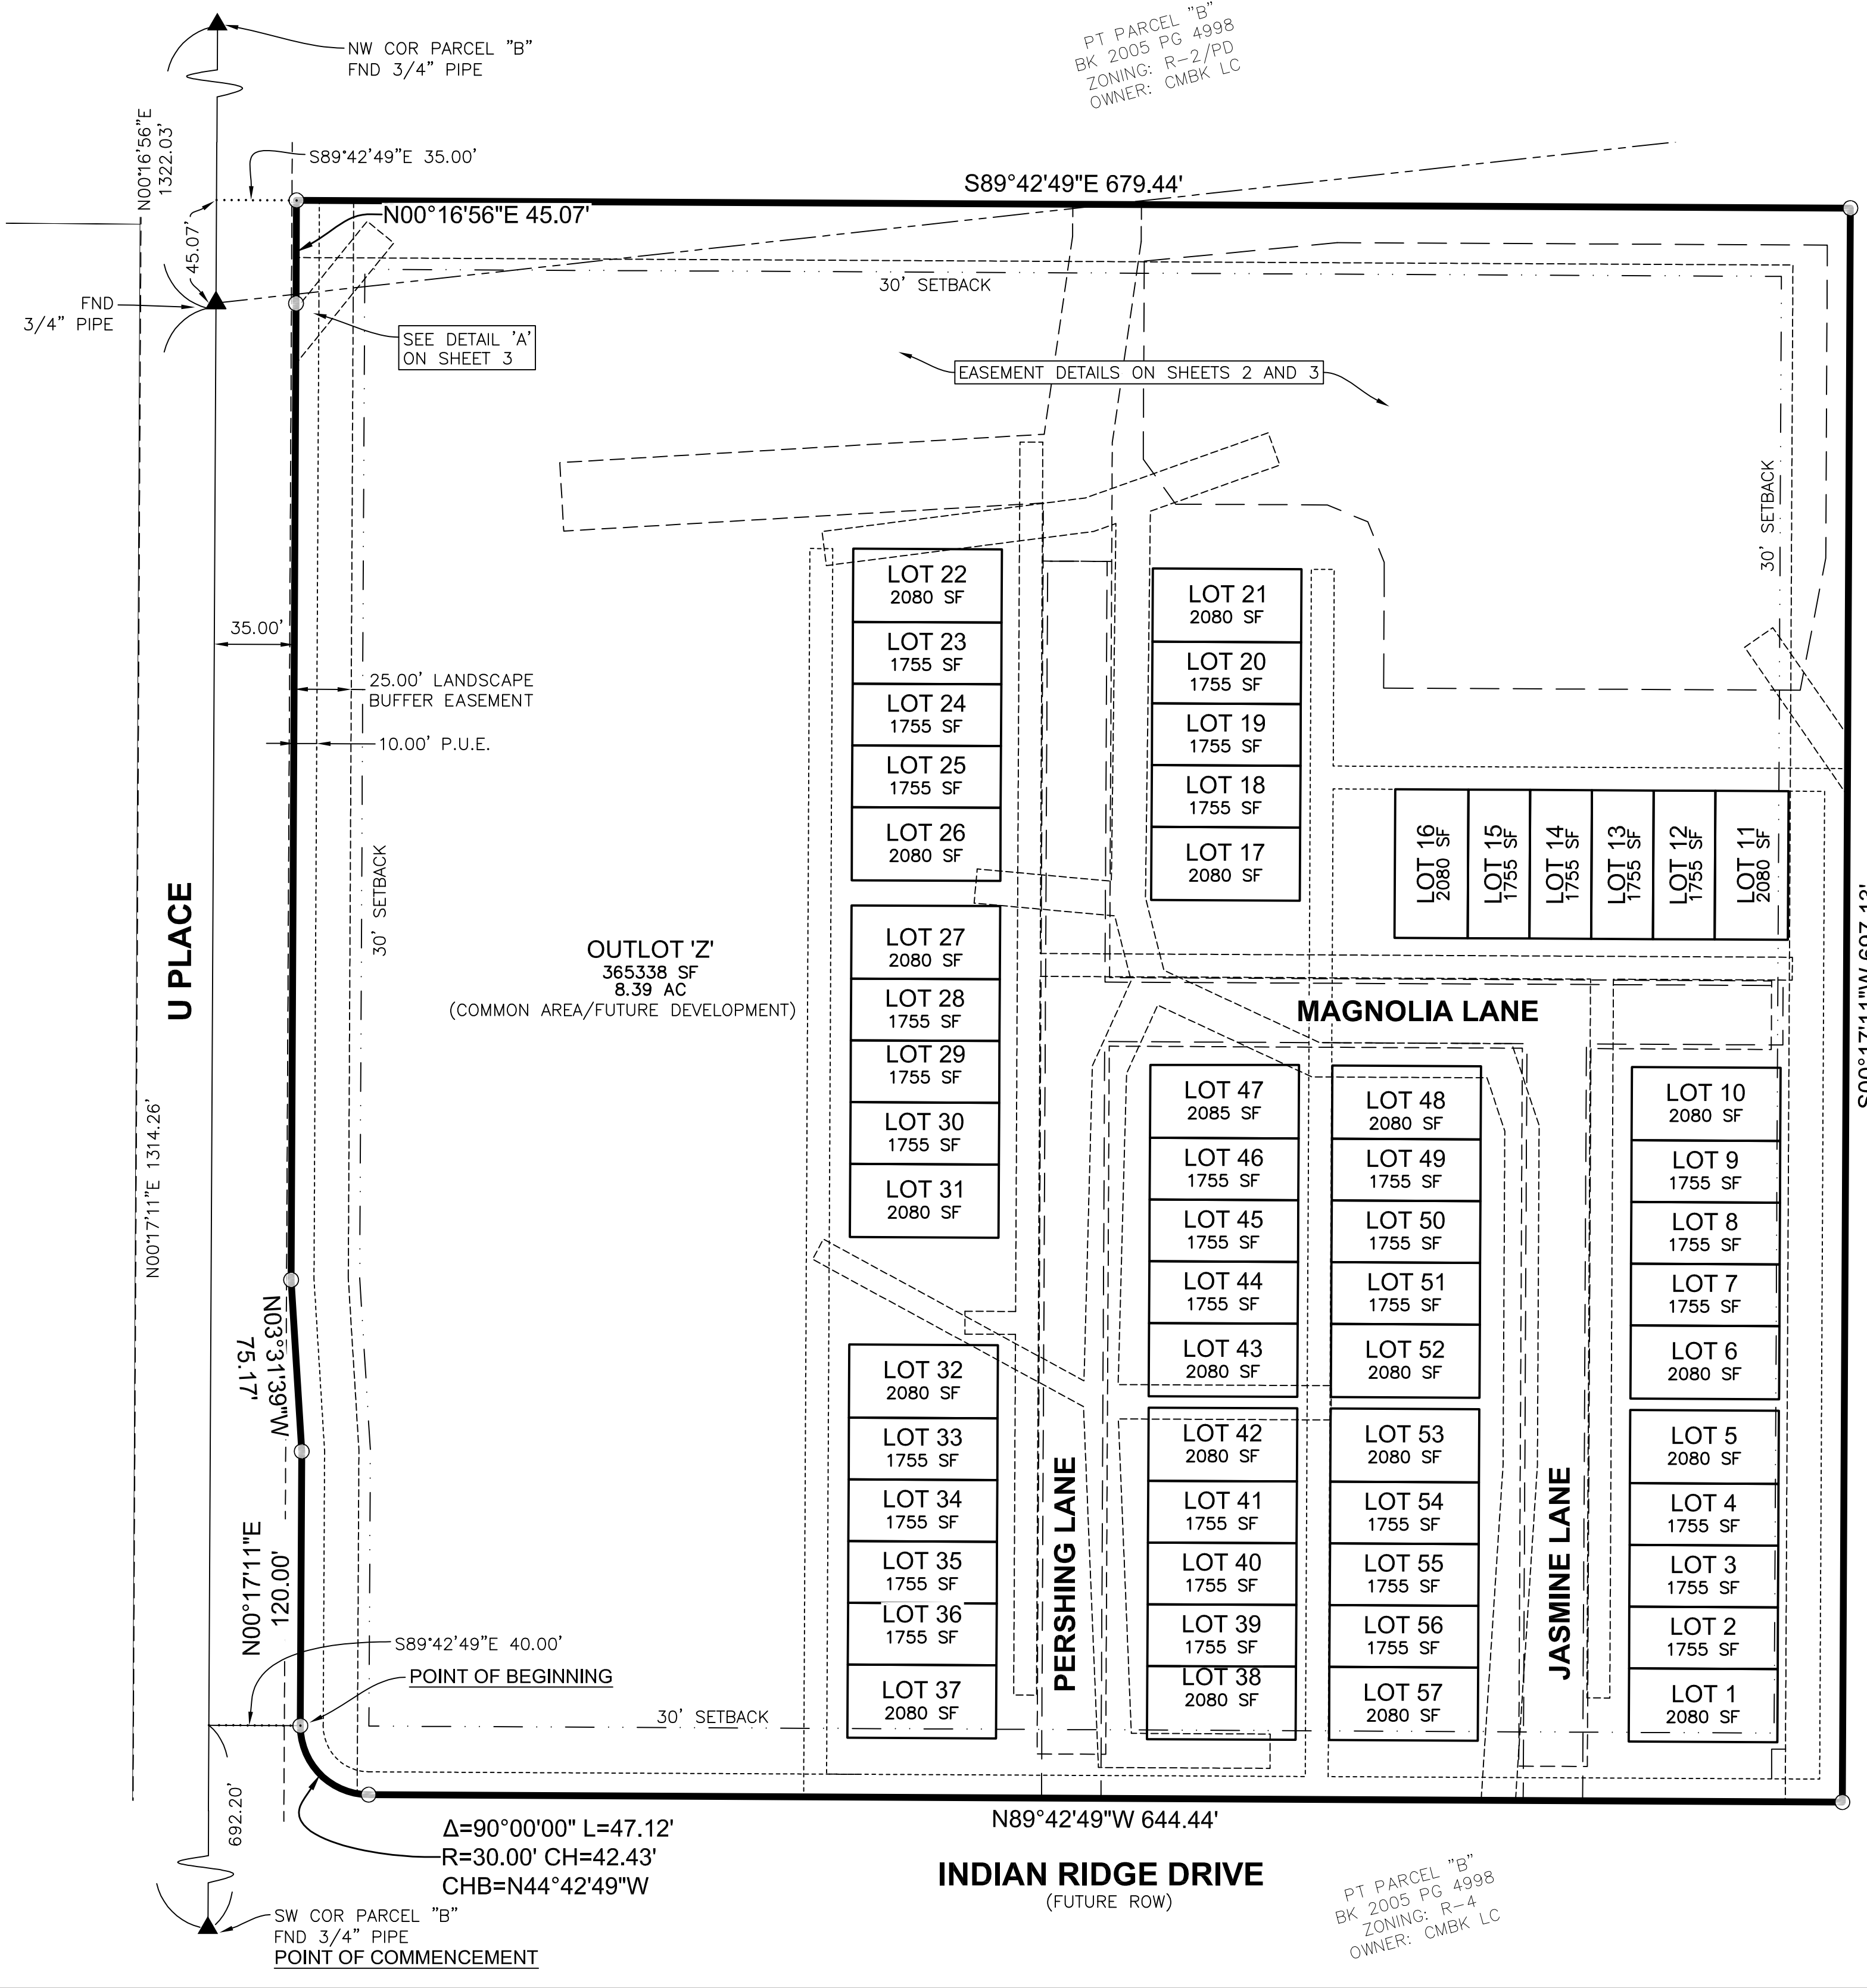 PT PARCEL "B"
BK 2005 PG 4998
ZONING: R-2/PD
OWNER: CMBK LC
NW COR PARCEL "B"
FND 3/4" PIPE
N00°16'56"E
1322.03'
S89°42'49"E 35.00'
S89°42'49"E 679.44'
N00°16'56"E 45.07'
45.07'
30' SETBACK
FND
3/4" PIPE
SEE DETAIL 'A'
ON SHEET 3
EASEMENT DETAILS ON SHEETS 2 AND 3
30' SETBACK
35.00'
25.00' LANDSCAPE
BUFFER EASEMENT
10.00' P.U.E.
30' SETBACK
U PLACE
N00°17'11"E 1314.26'
OUTLOT 'Z'
365338 SF
8.39 AC
(COMMON AREA/FUTURE DEVELOPMENT)
LOT 22
2080 SF
LOT 23
1755 SF
LOT 24
1755 SF
LOT 25
1755 SF
LOT 26
2080 SF
LOT 21
2080 SF
LOT 20
1755 SF
LOT 19
1755 SF
LOT 18
1755 SF
LOT 17
2080 SF
LOT 16
2080 SF
LOT 15
1755 SF
LOT 14
1755 SF
LOT 13
1755 SF
LOT 12
1755 SF
LOT 11
2080 SF
S00°17'11"W 697.13'
LOT 27
2080 SF
LOT 28
1755 SF
LOT 29
1755 SF
LOT 30
1755 SF
LOT 31
2080 SF
MAGNOLIA LANE
LOT 47
2085 SF
LOT 46
1755 SF
LOT 45
1755 SF
LOT 44
1755 SF
LOT 43
2080 SF
LOT 48
2080 SF
LOT 49
1755 SF
LOT 50
1755 SF
LOT 51
1755 SF
LOT 52
2080 SF
LOT 10
2080 SF
LOT 9
1755 SF
LOT 8
1755 SF
LOT 7
1755 SF
LOT 6
2080 SF
N03°31'39"W
75.17'
LOT 32
2080 SF
LOT 33
1755 SF
LOT 34
1755 SF
LOT 35
1755 SF
LOT 36
1755 SF
LOT 37
2080 SF
PERSHING LANE
LOT 42
2080 SF
LOT 41
1755 SF
LOT 40
1755 SF
LOT 39
1755 SF
LOT 38
2080 SF
LOT 53
2080 SF
LOT 54
1755 SF
LOT 55
1755 SF
LOT 56
1755 SF
LOT 57
2080 SF
JASMINE LANE
LOT 5
2080 SF
LOT 4
1755 SF
LOT 3
1755 SF
LOT 2
1755 SF
LOT 1
2080 SF
N00°17'11"E
120.00'
S89°42'49"E 40.00'
POINT OF BEGINNING
30' SETBACK
692.20'
Δ=90°00'00" L=47.12'
R=30.00' CH=42.43'
CHB=N44°42'49"W
N89°42'49"W 644.44'
INDIAN RIDGE DRIVE
(FUTURE ROW)
SW COR PARCEL "B"
FND 3/4" PIPE
POINT OF COMMENCEMENT
PT PARCEL "B"
BK 2005 PG 4998
ZONING: R-4
OWNER: CMBK LC